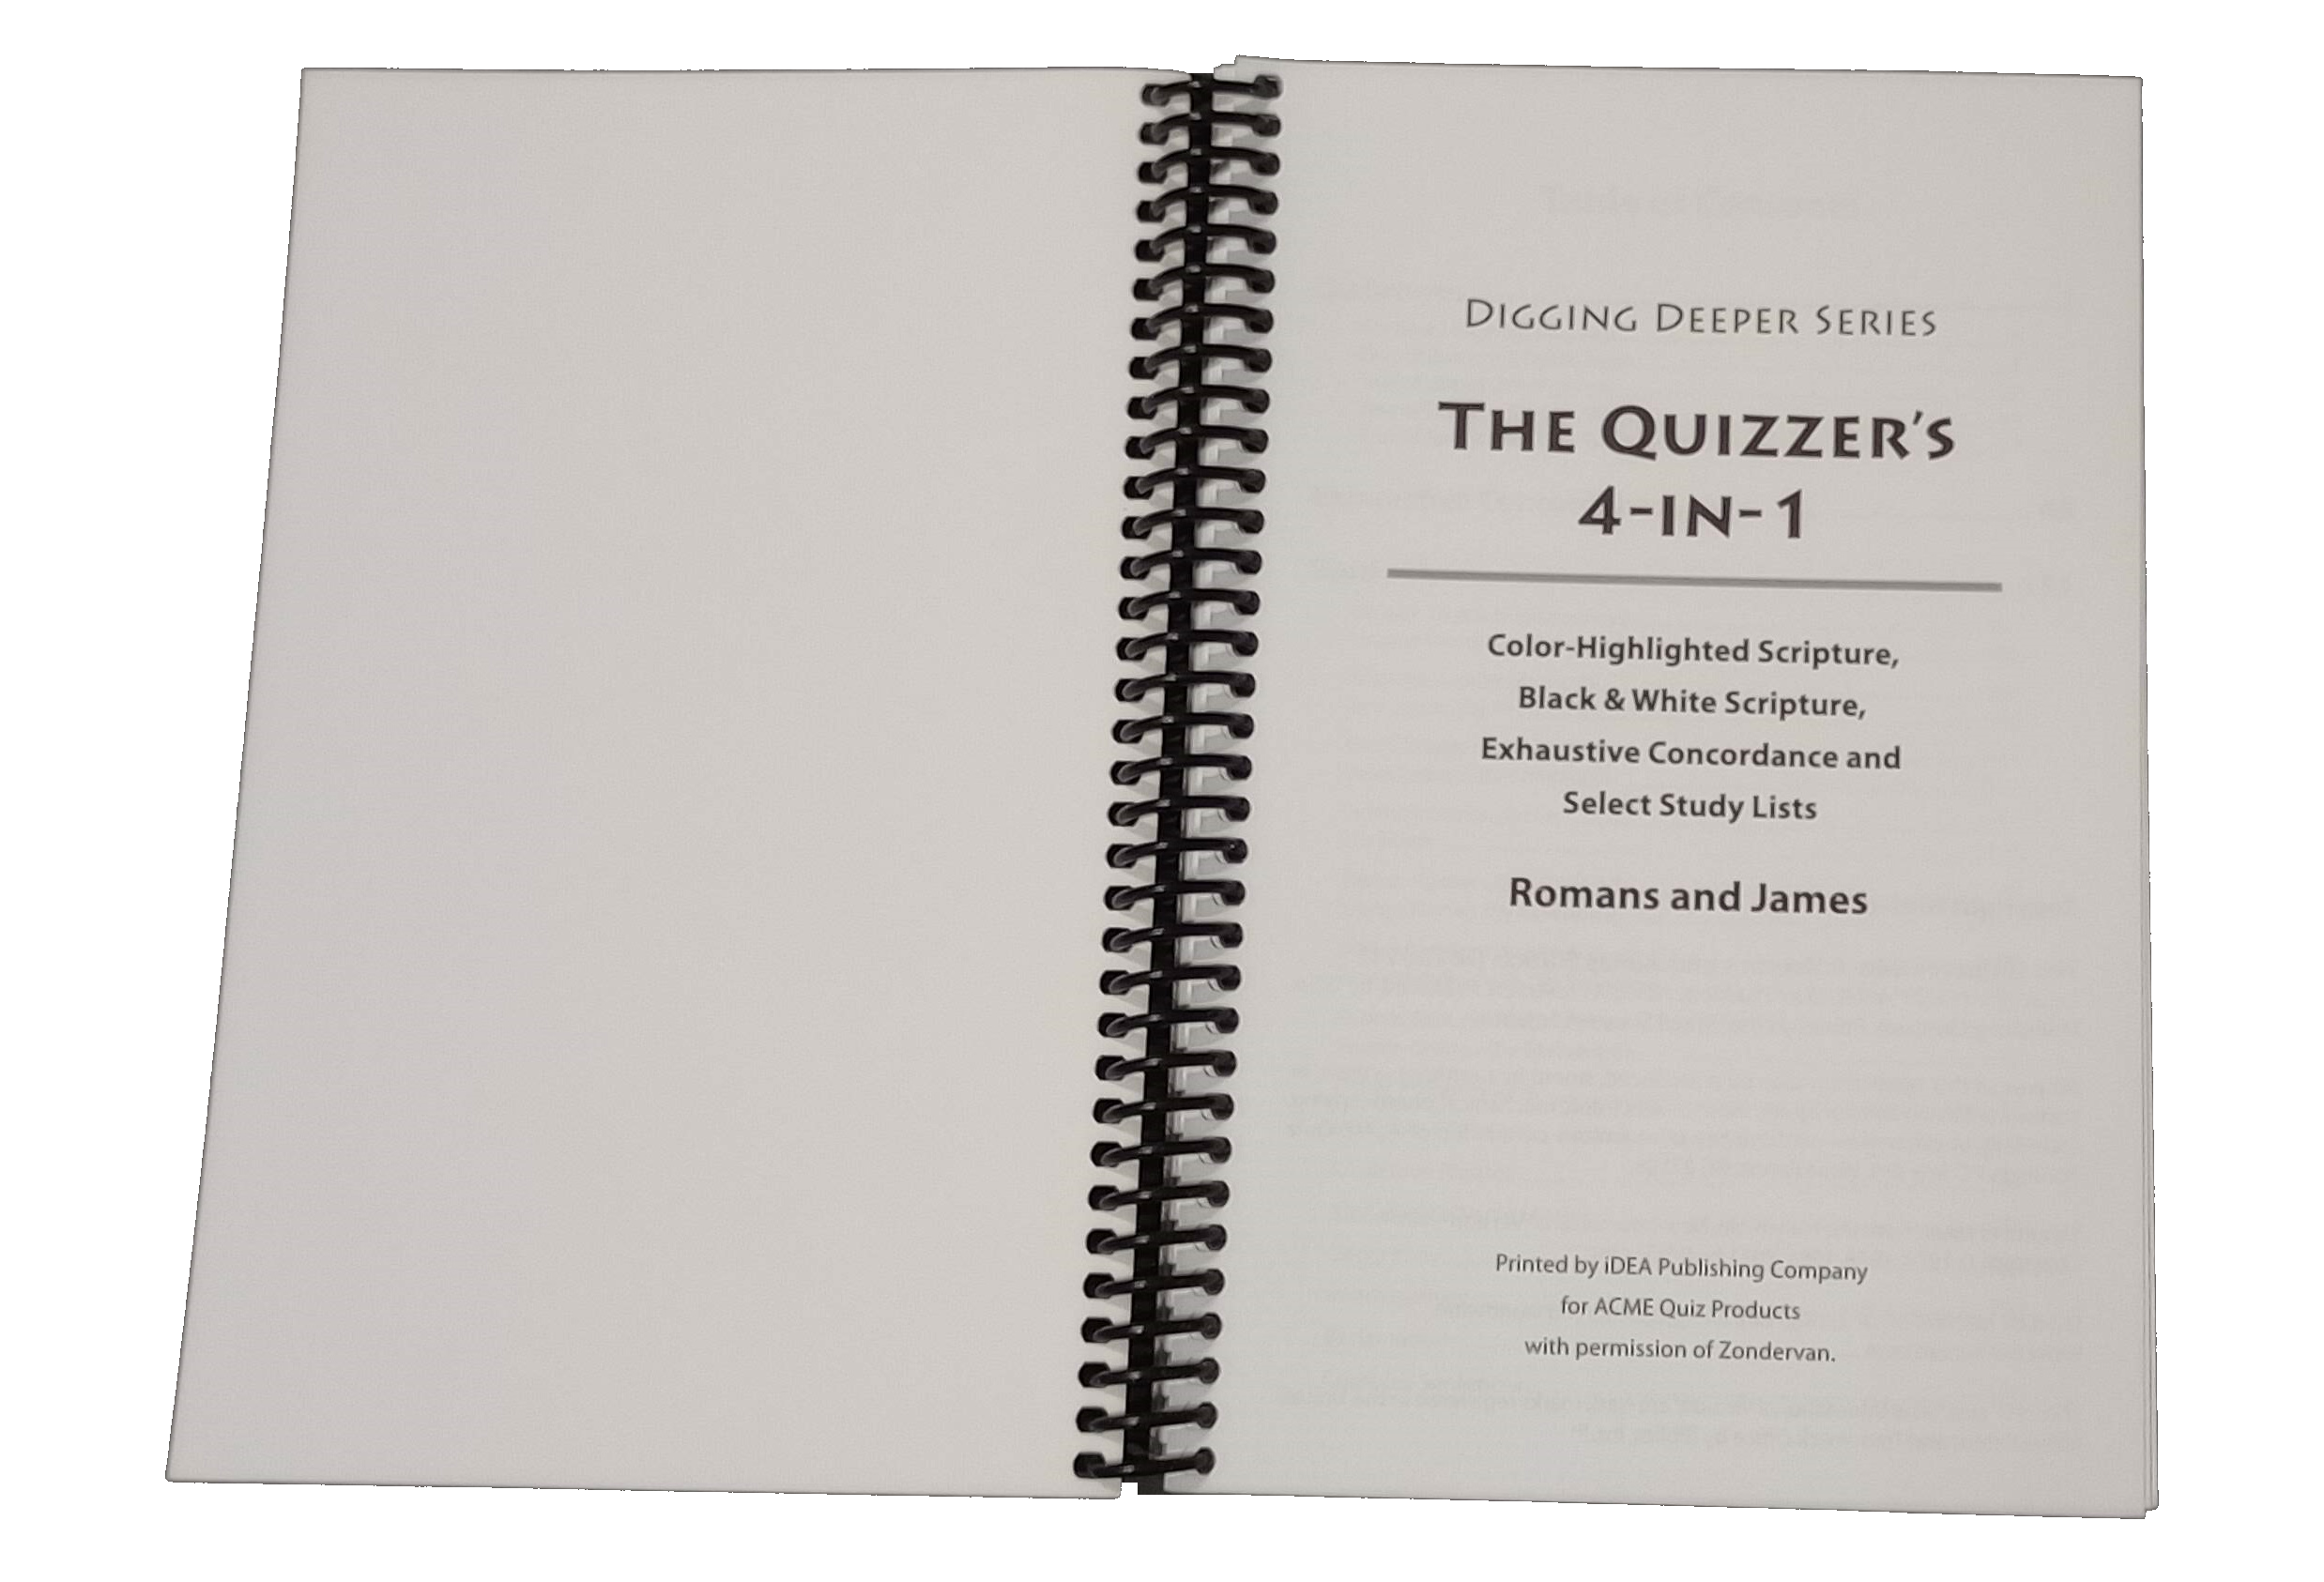 DIGGING DEEPER SERIES
THE QUIZZER'S
4-IN-1
Color-Highlighted Scripture,
Black & White Scripture,
Exhaustive Concordance and
Select Study Lists
Romans and James
Printed by iDEA Publishing Company
for ACME Quiz Products
with permission of Zondervan.